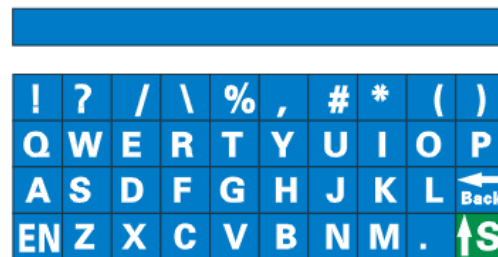 ! ? / \ % , # * ( )
Q W E R T Y U I O P
A S D F G H J K L Back
EN Z X C V B N M . S